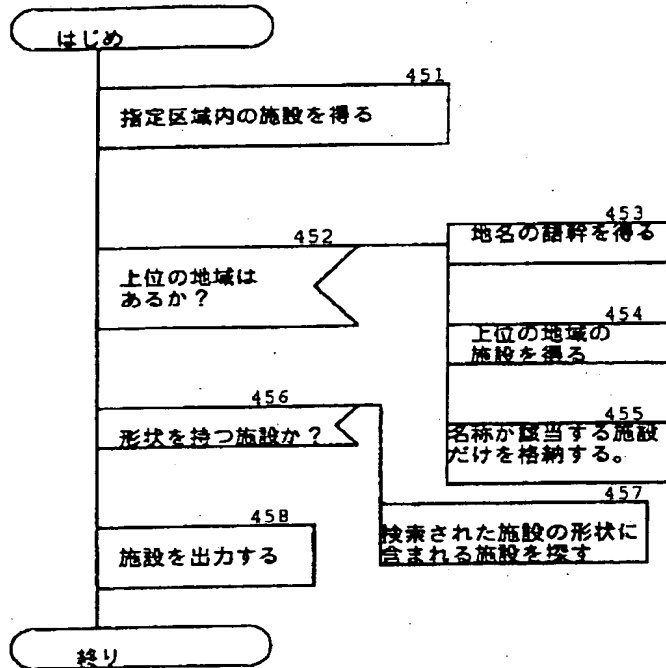 はじめ
451
指定区域内の施設を得る
452
上位の地域は
あるか？
453
地名の語幹を得る
454
上位の地域の
施設を得る
455
名称が該当する施設
だけを格納する。
456
形状を持つ施設か？
457
検索された施設の形状に
含まれる施設を探す
458
施設を出力する
終り